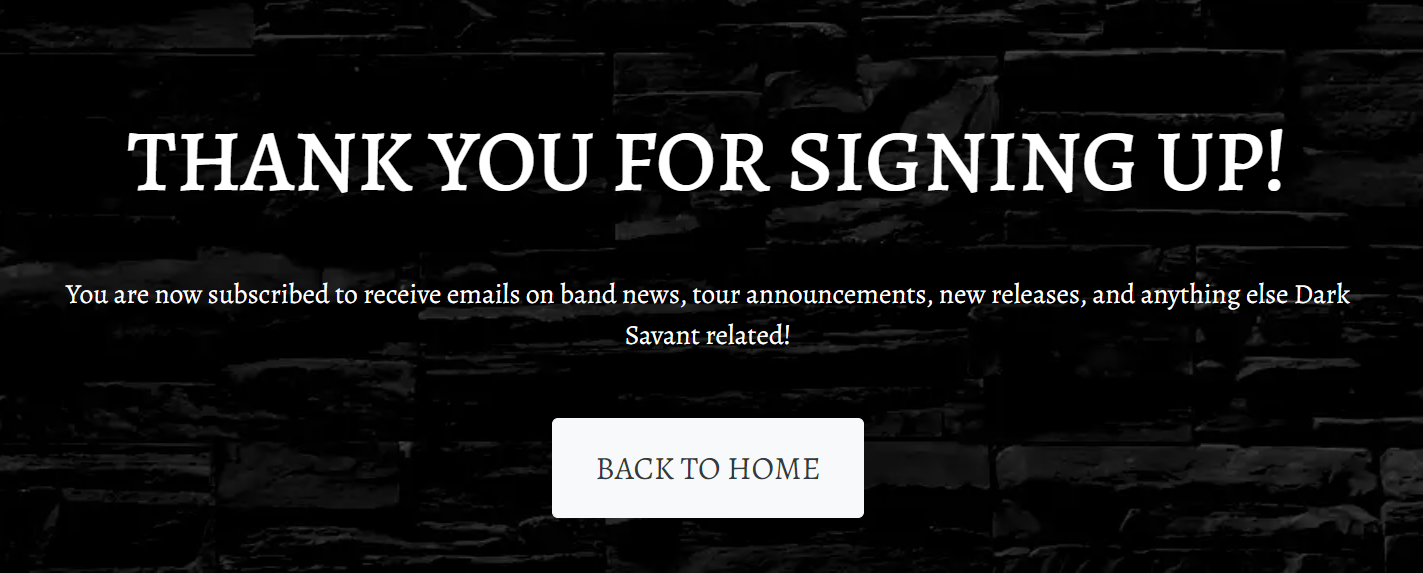 THANK YOU FOR SIGNING UP!
You are now subscribed to receive emails on band news, tour announcements, new releases, and anything else Dark
Savant related!
BACK TO HOME